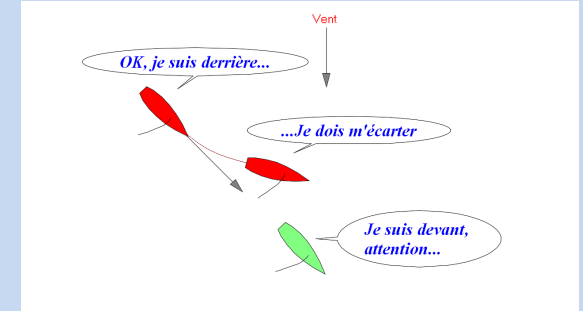 Vent
OK, je suis derrière...
...Je dois m'écarter
Je suis devant,
attention...